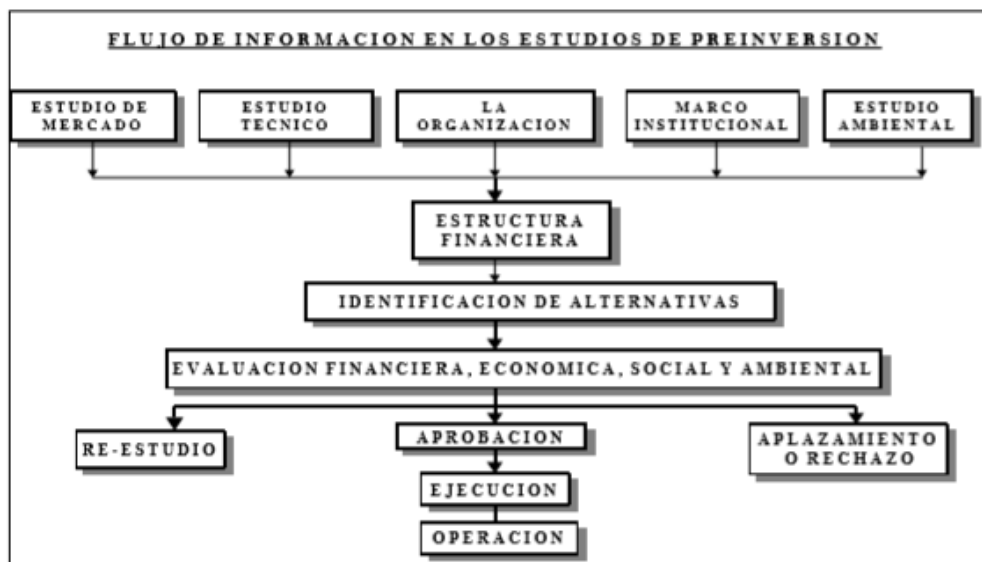 FLUJO DE INFORMACION EN LOS ESTUDIOS DE PREINVERSION
ESTUDIO DE
MERCADO
ESTUDIO
TECNICO
LA
ORGANIZACION
MARCO
INSTITUCIONAL
ESTUDIO
AMBIENTAL
ESTRUCTURA
FINANCIERA
IDENTIFICACION DE ALTERNATIVAS
EVALUACION FINANCIERA, ECONOMICA, SOCIAL Y AMBIENTAL
RE-ESTUDIO
APROBACION
APLAZAMIENTO
O RECHAZO
EJECUCION
OPERACION